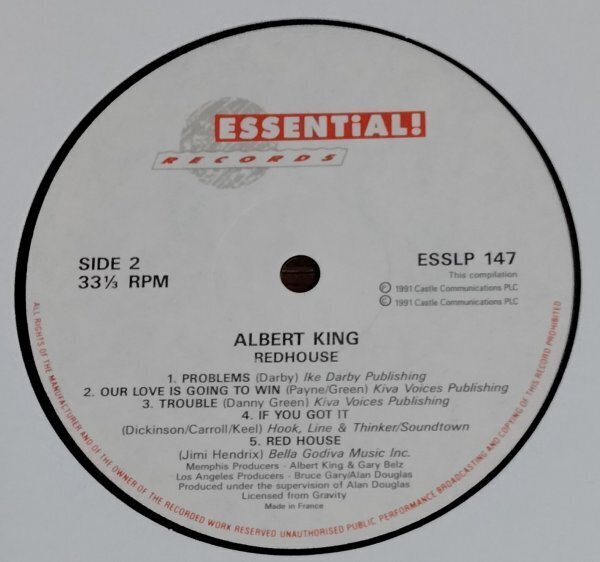 ESSENTiAL!
RECORDS
SIDE 2
33⅓ RPM
ESSLP 147
This compilation
Ⓟ 1991 Castle Communications PLC
© 1991 Castle Communications PLC
ALBERT KING
REDHOUSE
1. PROBLEMS (Darby) Ike Darby Publishing
2. OUR LOVE IS GOING TO WIN (Payne/Green) Kiva Voices Publishing
3. TROUBLE (Danny Green) Kiva Voices Publishing
4. IF YOU GOT IT
(Dickinson/Carroll/Keel) Hook, Line & Thinker/Soundtown
5. RED HOUSE
(Jimi Hendrix) Bella Godiva Music Inc.
Memphis Producers - Albert King & Gary Belz
Los Angeles Producers - Bruce Gary/Alan Douglas
Produced under the supervision of Alan Douglas
Licensed from Gravity
Made in France
ALL RIGHTS OF THE MANUFACTURER AND OF THE OWNER OF THE RECORDED WORK RESERVED UNAUTHORISED PUBLIC PERFORMANCE BROADCASTING AND COPYING OF THIS RECORD PROHIBITED